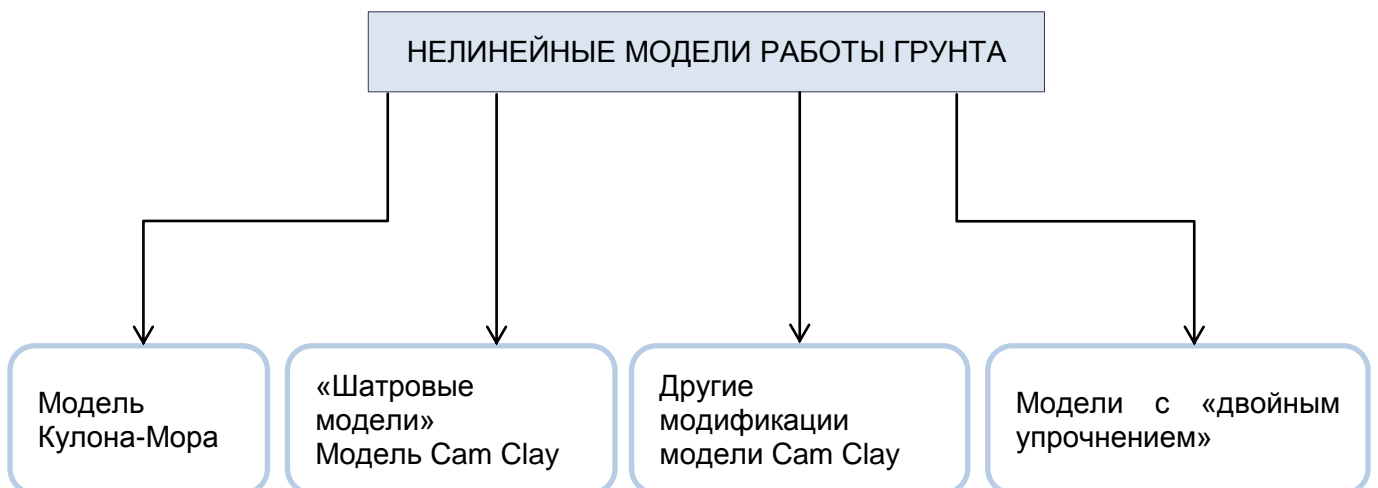 НЕЛИНЕЙНЫЕ МОДЕЛИ РАБОТЫ ГРУНТА
Модель
Кулона-Мора
«Шатровые
модели»
Модель Cam Clay
Другие
модификации
модели Cam Clay
Модели с «двойным
упрочнением»